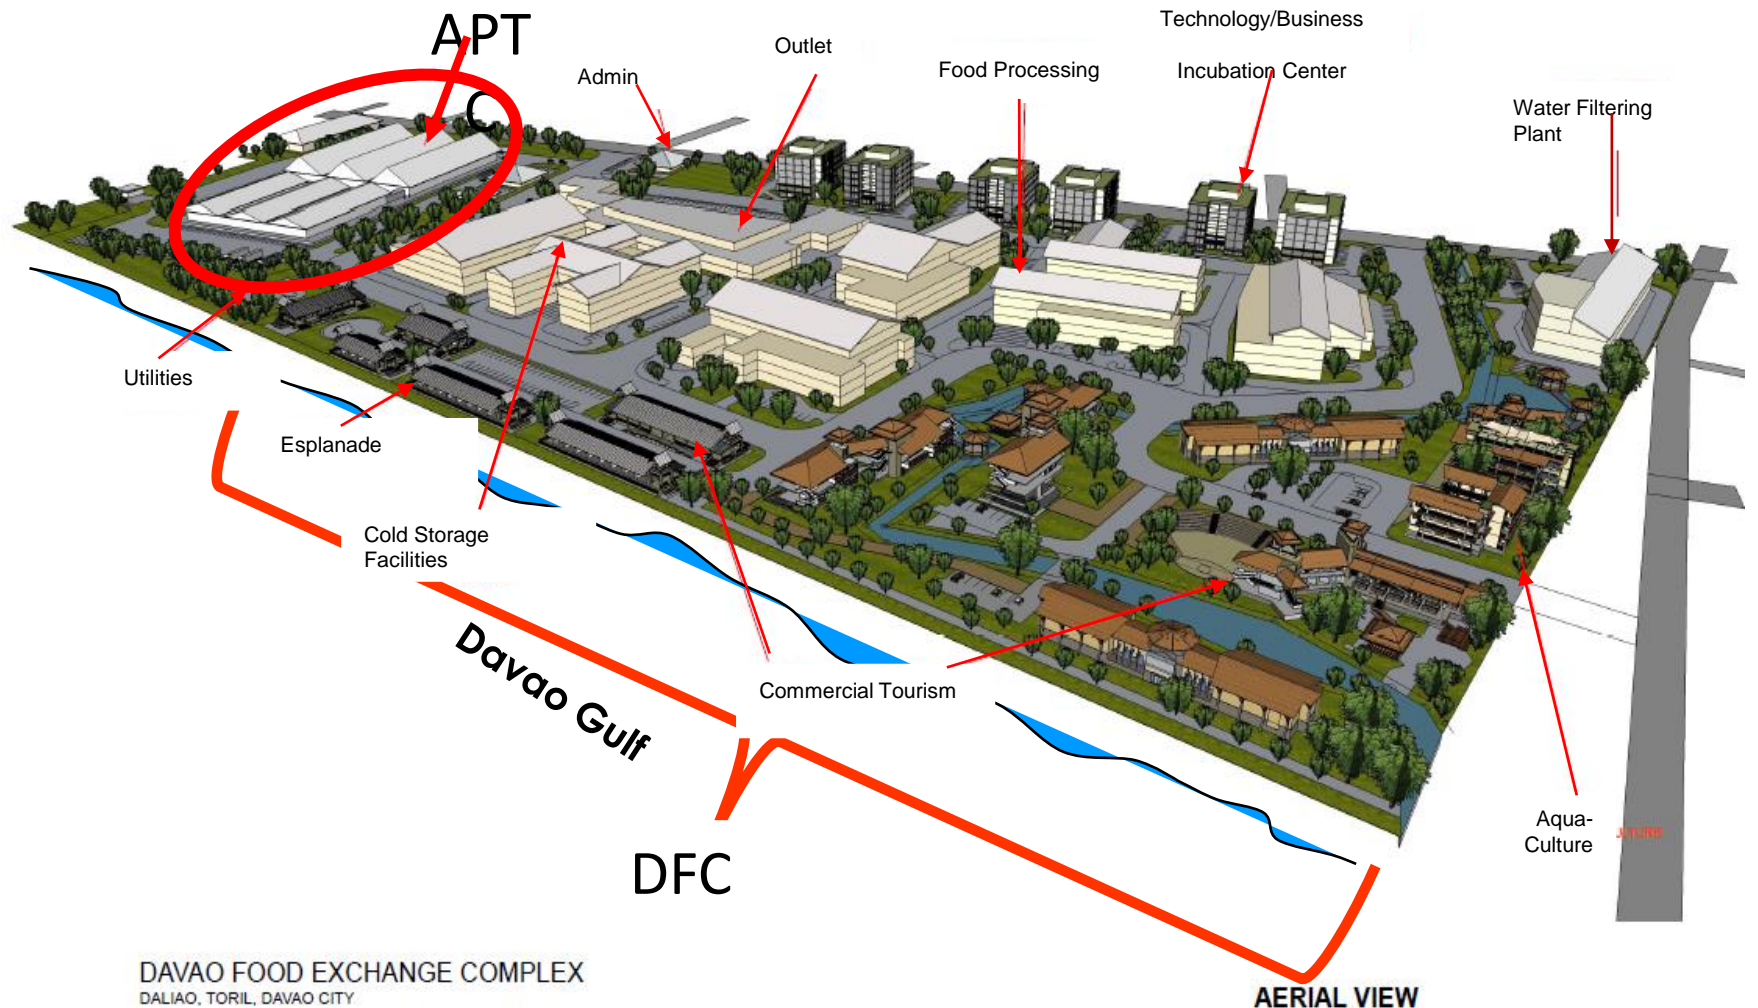 APT
C
Technology/Business
Incubation Center
Outlet
Admin
Food Processing
Water Filtering
Plant
Utilities
Esplanade
Cold Storage
Facilities
Davao Gulf
Commercial Tourism
Aqua-
Culture
DFC
DAVAO FOOD EXCHANGE COMPLEX
DALIAO, TORIL, DAVAO CITY
AERIAL VIEW